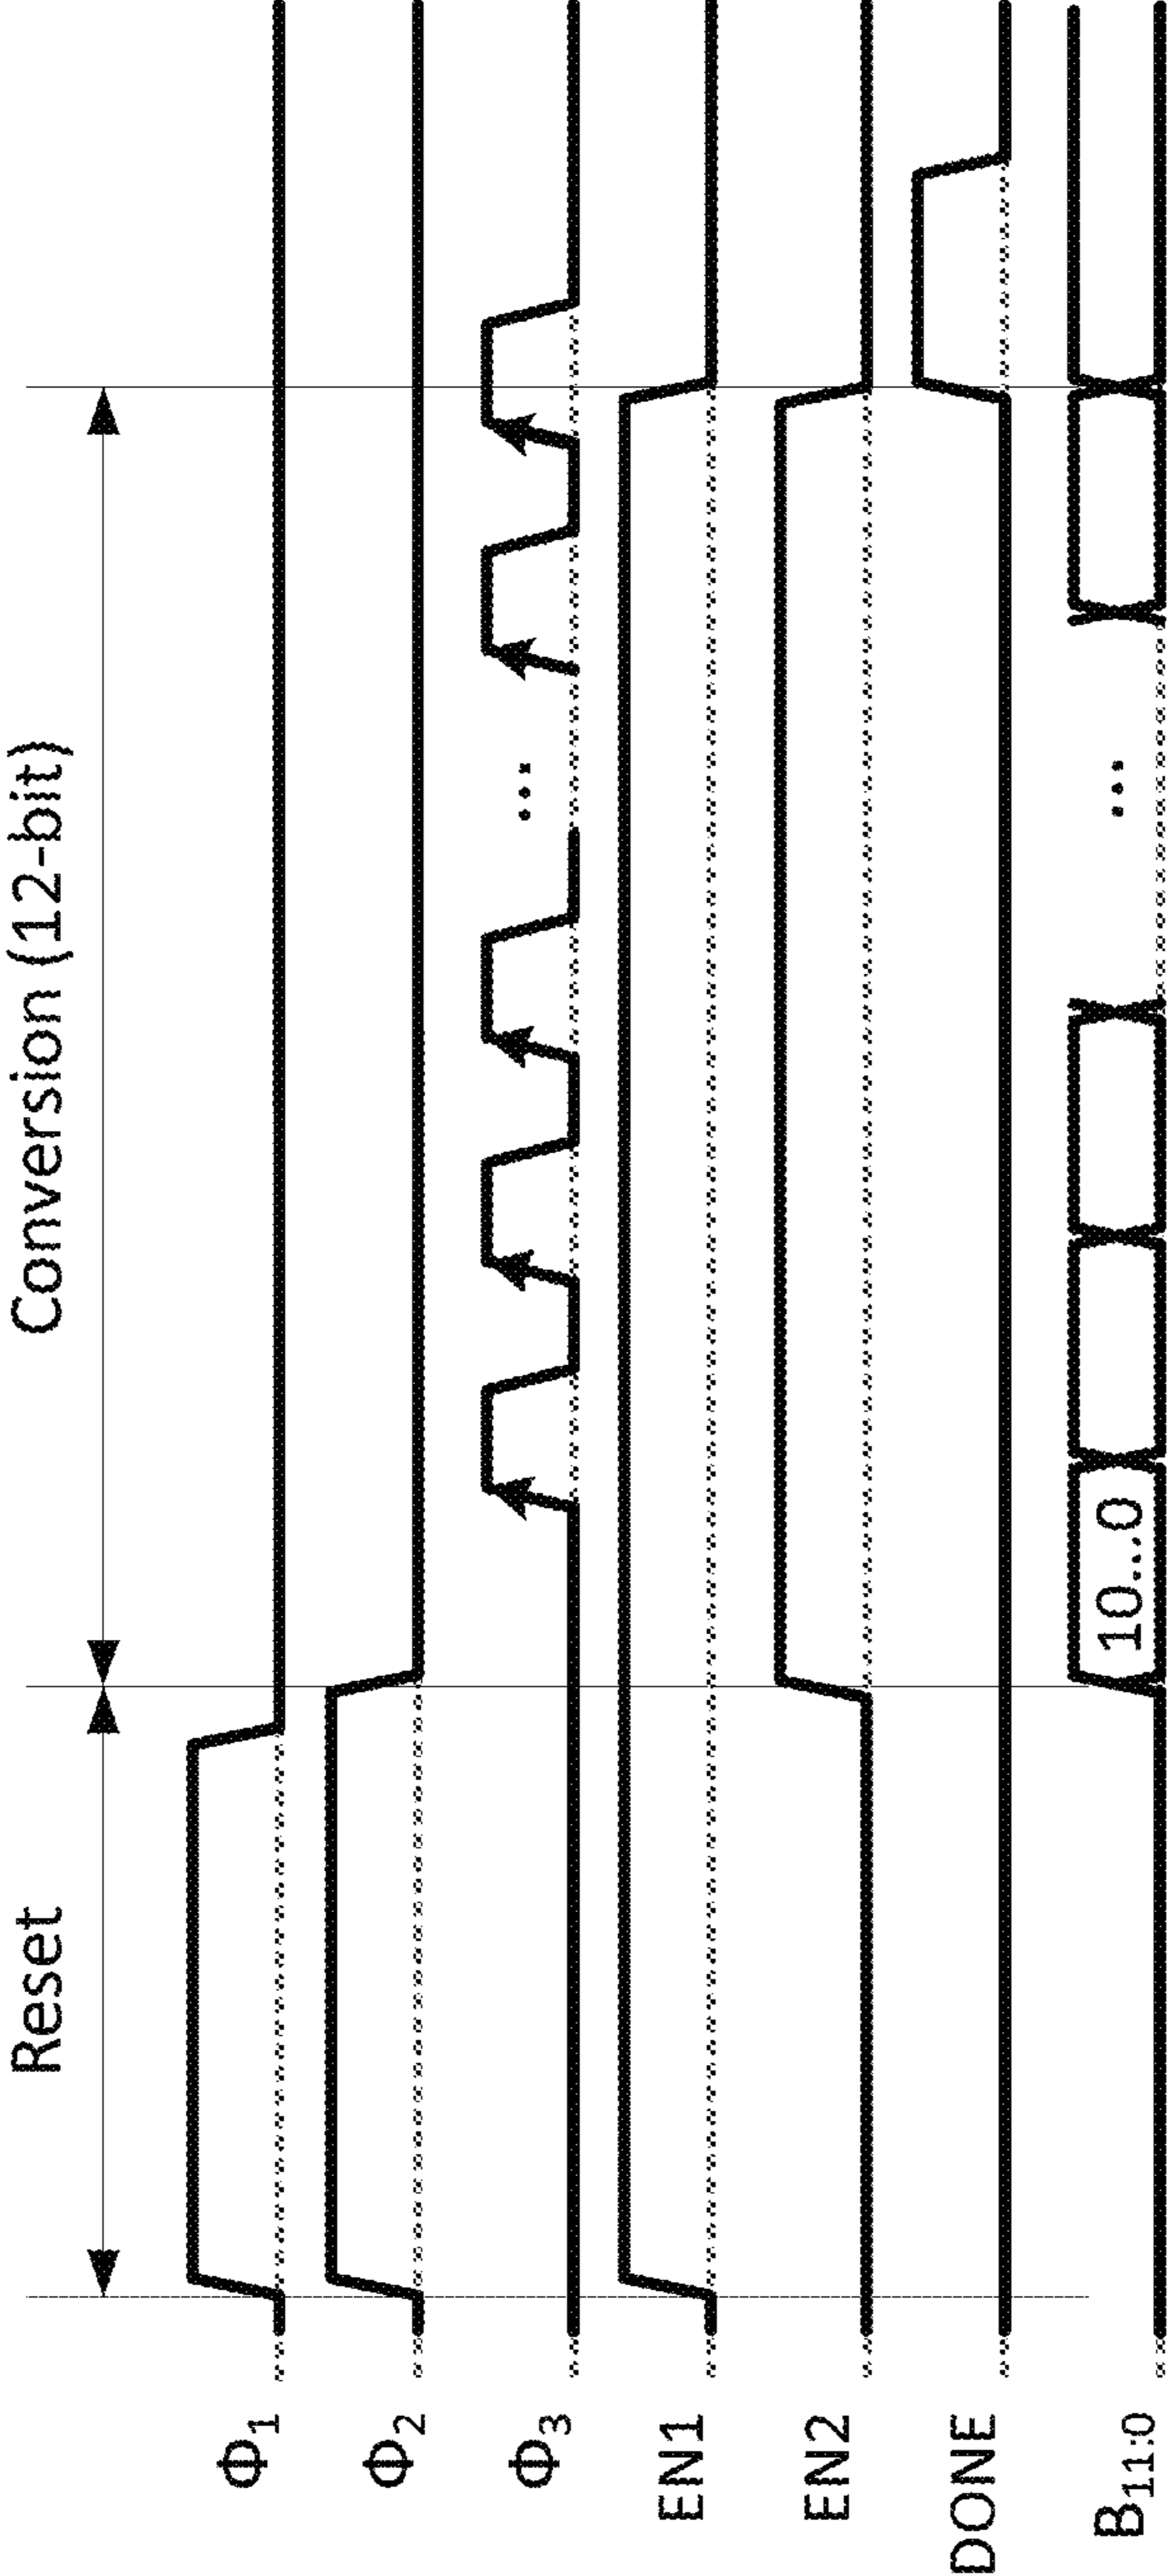 Reset
Conversion (12-bit)
Φ1
Φ2
Φ3
...
EN1
EN2
DONE
B11:0
10...0
...